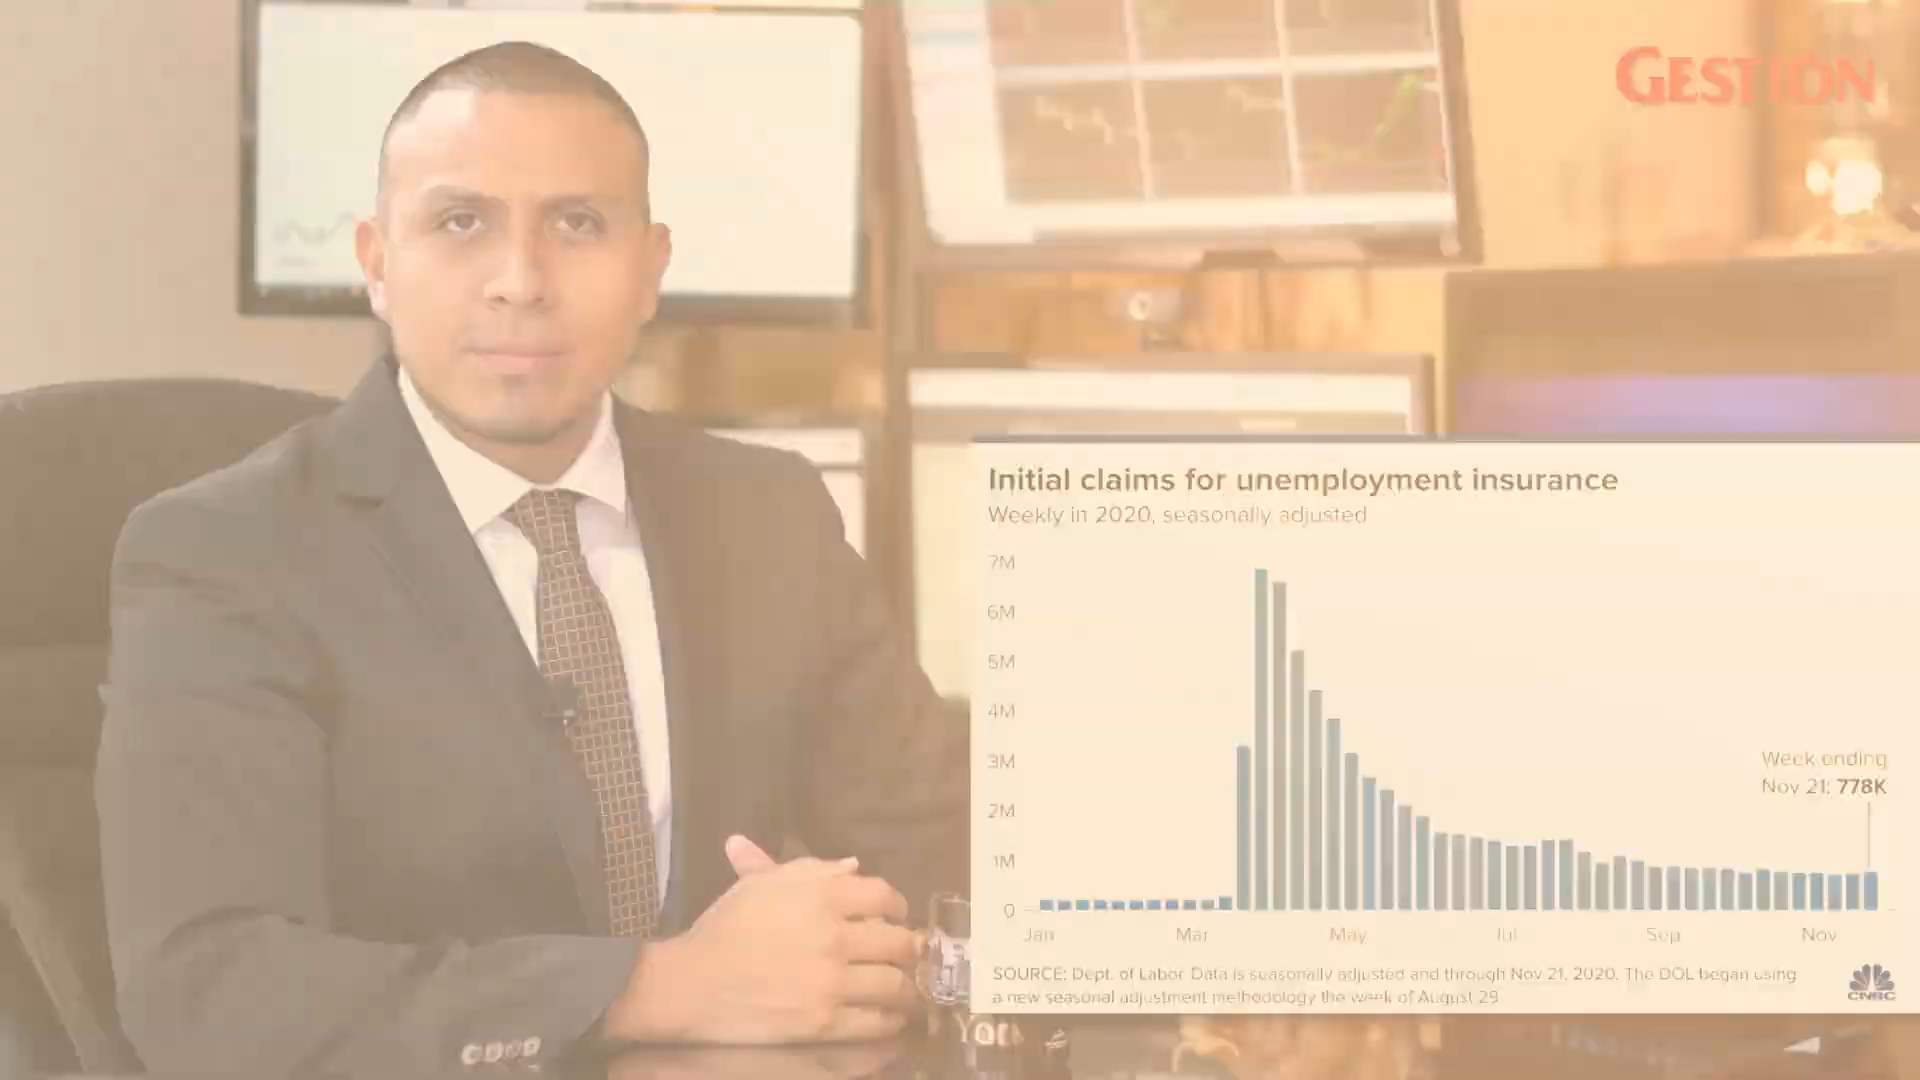 GESTIÓN
Initial claims for unemployment insurance
Weekly in 2020, seasonally adjusted
7M
6M
5M
4M
3M
2M
1M
0
Week ending
Nov 21: 778K
Jan Mar May Jul Sep Nov
SOURCE: Dept. of Labor. Data is seasonally adjusted and through Nov 21, 2020. The DOL began using
a new seasonal adjustment methodology the week of August 29
CNBC